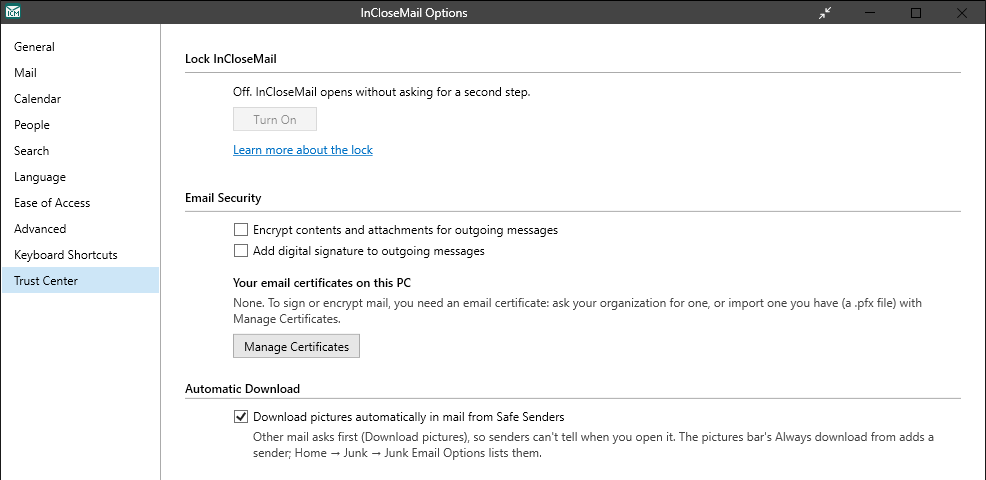 ICM
InCloseMail Options
General
Mail
Calendar
People
Search
Language
Ease of Access
Advanced
Keyboard Shortcuts
Trust Center
Lock InCloseMail
Off. InCloseMail opens without asking for a second step.
Turn On
Learn more about the lock
Email Security
Encrypt contents and attachments for outgoing messages
Add digital signature to outgoing messages
Your email certificates on this PC
None. To sign or encrypt mail, you need an email certificate: ask your organization for one, or import one you have (a .pfx file) with
Manage Certificates.
Manage Certificates
Automatic Download
Download pictures automatically in mail from Safe Senders
Other mail asks first (Download pictures), so senders can't tell when you open it. The pictures bar's Always download from adds a
sender; Home → Junk → Junk Email Options lists them.